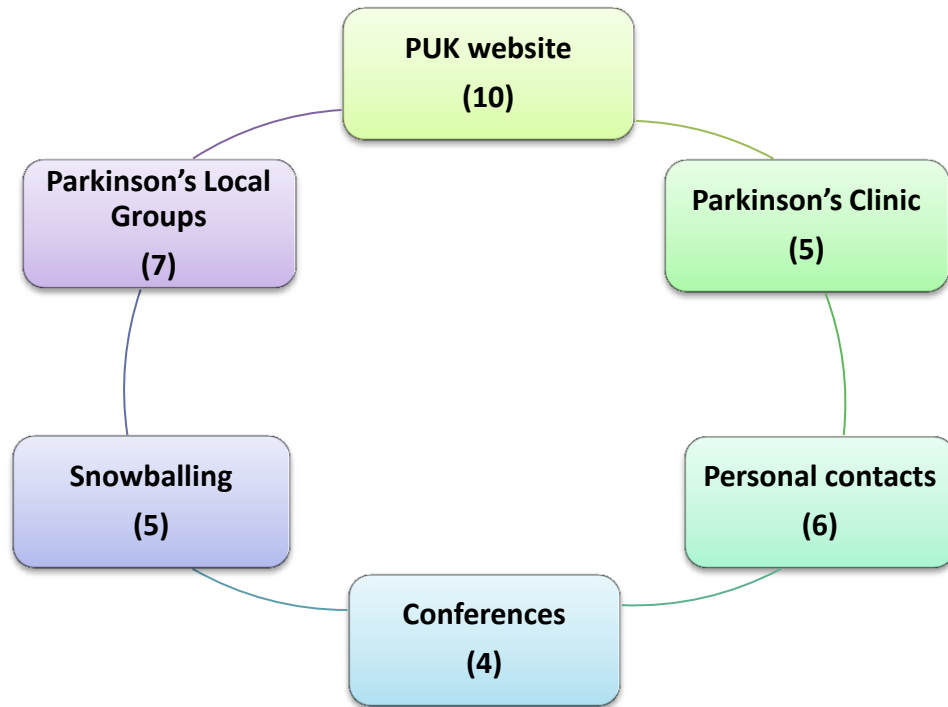 PUK website
(10)
Parkinson’s Clinic
(5)
Personal contacts
(6)
Conferences
(4)
Snowballing
(5)
Parkinson’s Local
Groups
(7)